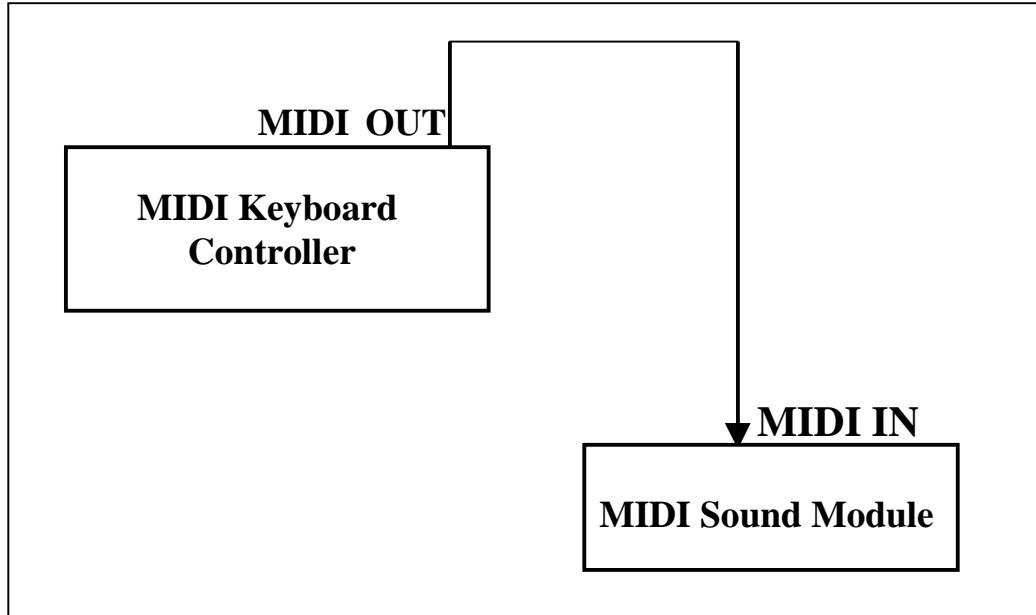 MIDI OUT
MIDI Keyboard
Controller
MIDI IN
MIDI Sound Module